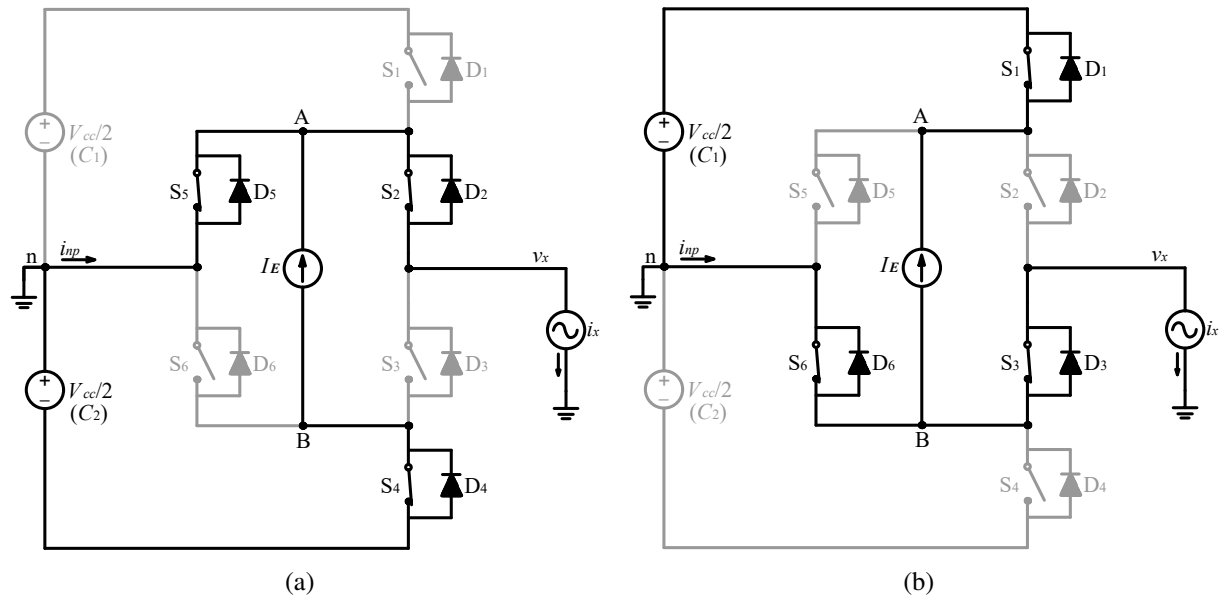 S1
D1
Vcc/2
(C1)
A
S5
D5
S2
D2
n
inp
IE
vx
ix
S6
D6
S3
D3
Vcc/2
(C2)
B
S4
D4
(a)
S1
D1
Vcc/2
(C1)
A
S5
D5
S2
D2
n
inp
IE
vx
ix
S6
D6
S3
D3
Vcc/2
(C2)
B
S4
D4
(b)